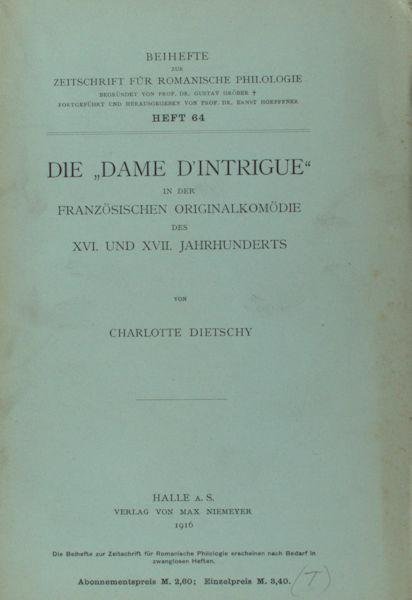 BEIHEFTE
ZUR
ZEITSCHRIFT FÜR ROMANISCHE PHILOLOGIE
BEGRÜNDET VON PROF. DR. GUSTAV GRÖBER †
FORTGEFÜHRT UND HERAUSGEGEBEN VON PROF. DR. ERNST HOEPFFNER
HEFT 64
DIE „DAME D'INTRIGUE“
IN DER
FRANZÖSISCHEN ORIGINALKOMÖDIE
DES
XVI. UND XVII. JAHRHUNDERTS
VON
CHARLOTTE DIETSCHY
HALLE A. S.
VERLAG VON MAX NIEMEYER
1916
Die Beihefte zur Zeitschrift für Romanische Philologie erscheinen nach Bedarf in
zwanglosen Heften.
Abonnementspreis M. 2,60; Einzelpreis M. 3,40. (T)